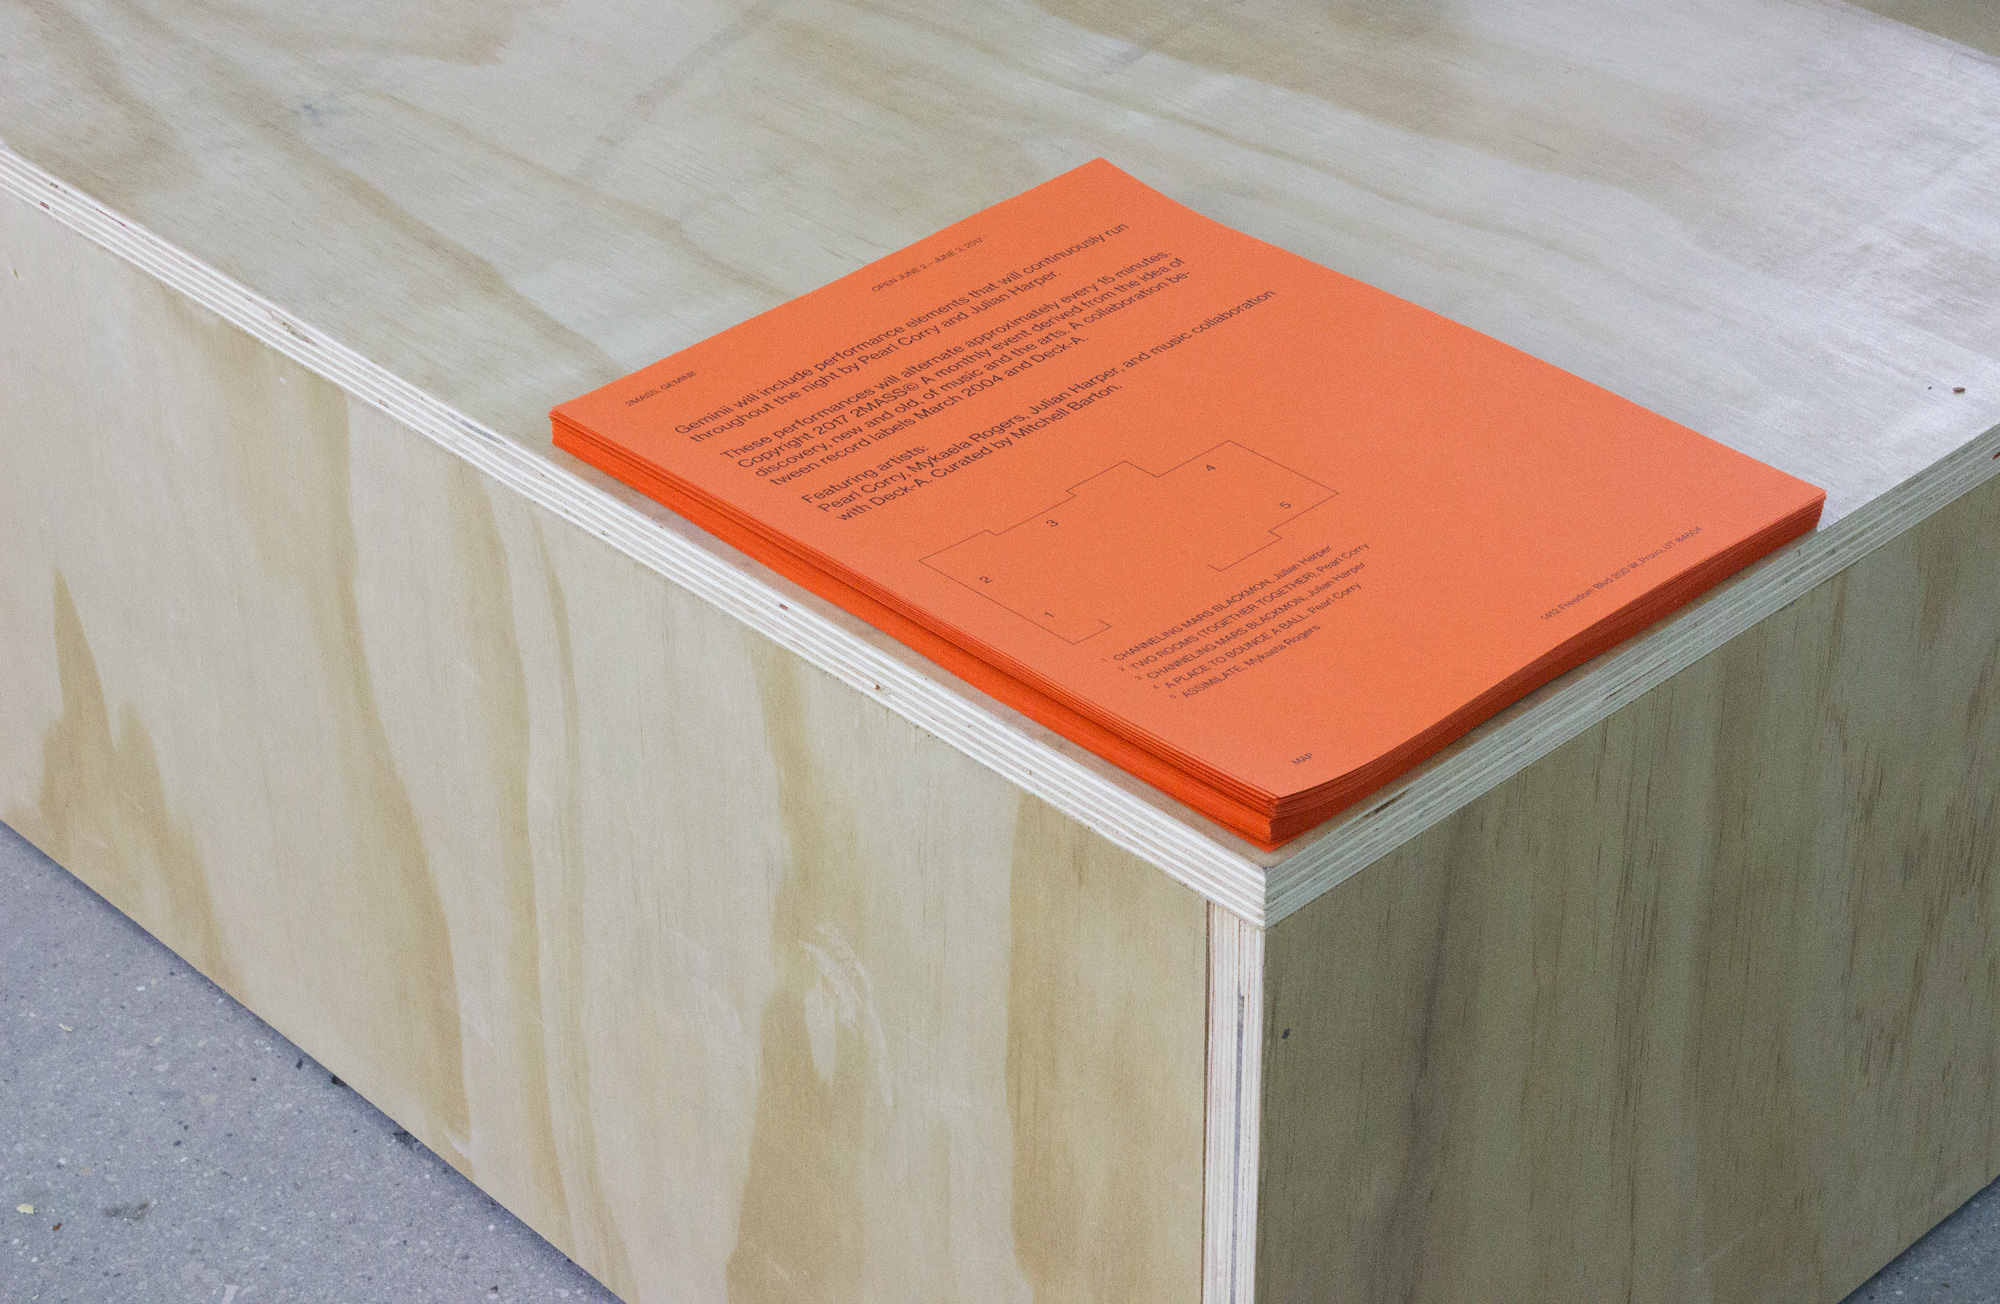 2MASS, GEMINII
OPEN JUNE 2 - JUNE 3, 2017
Geminii will include performance elements that will continuously run
throughout the night by Pearl Corry and Julian Harper.
These performances will alternate approximately every 15 minutes.
Copyright 2017 2MASS© A monthly event derived from the idea of
discovery, new and old, of music and the arts. A collaboration be-
tween record labels March 2004 and Deck-A.
Featuring artists:
Pearl Corry, Mykaela Rogers, Julian Harper, and music collaboration
with Deck-A. Curated by Mitchell Barton.
1
2
3
4
5
1 CHANNELING MARS BLACKMON, Julian Harper
2 TWO ROOMS (TOGETHER TOGETHER), Pearl Corry
3 CHANNELING MARS BLACKMON, Julian Harper
4 A PLACE TO BOUNCE A BALL, Pearl Corry
5 ASSIMILATE, Mykaela Rogers
MAP
1412 Freedom Blvd 200 W, Provo, UT 84604